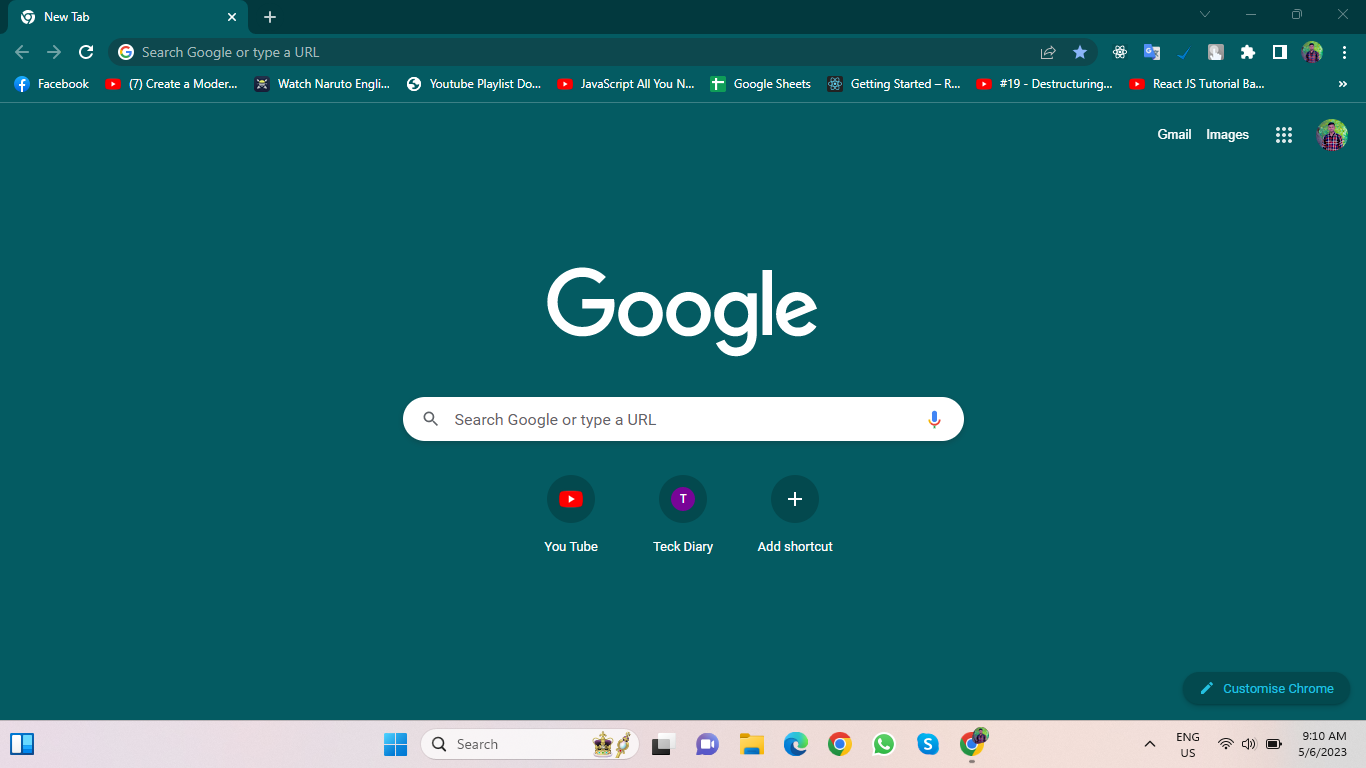 New Tab
Search Google or type a URL
Facebook (7) Create a Moder... Watch Naruto Engli... Youtube Playlist Do... JavaScript All You N... Google Sheets Getting Started – R... #19 - Destructuring... React JS Tutorial Ba... »
Gmail Images
Google
Search Google or type a URL
T
You Tube Teck Diary Add shortcut
Customise Chrome
Search
ENG
US
9:10 AM
5/6/2023